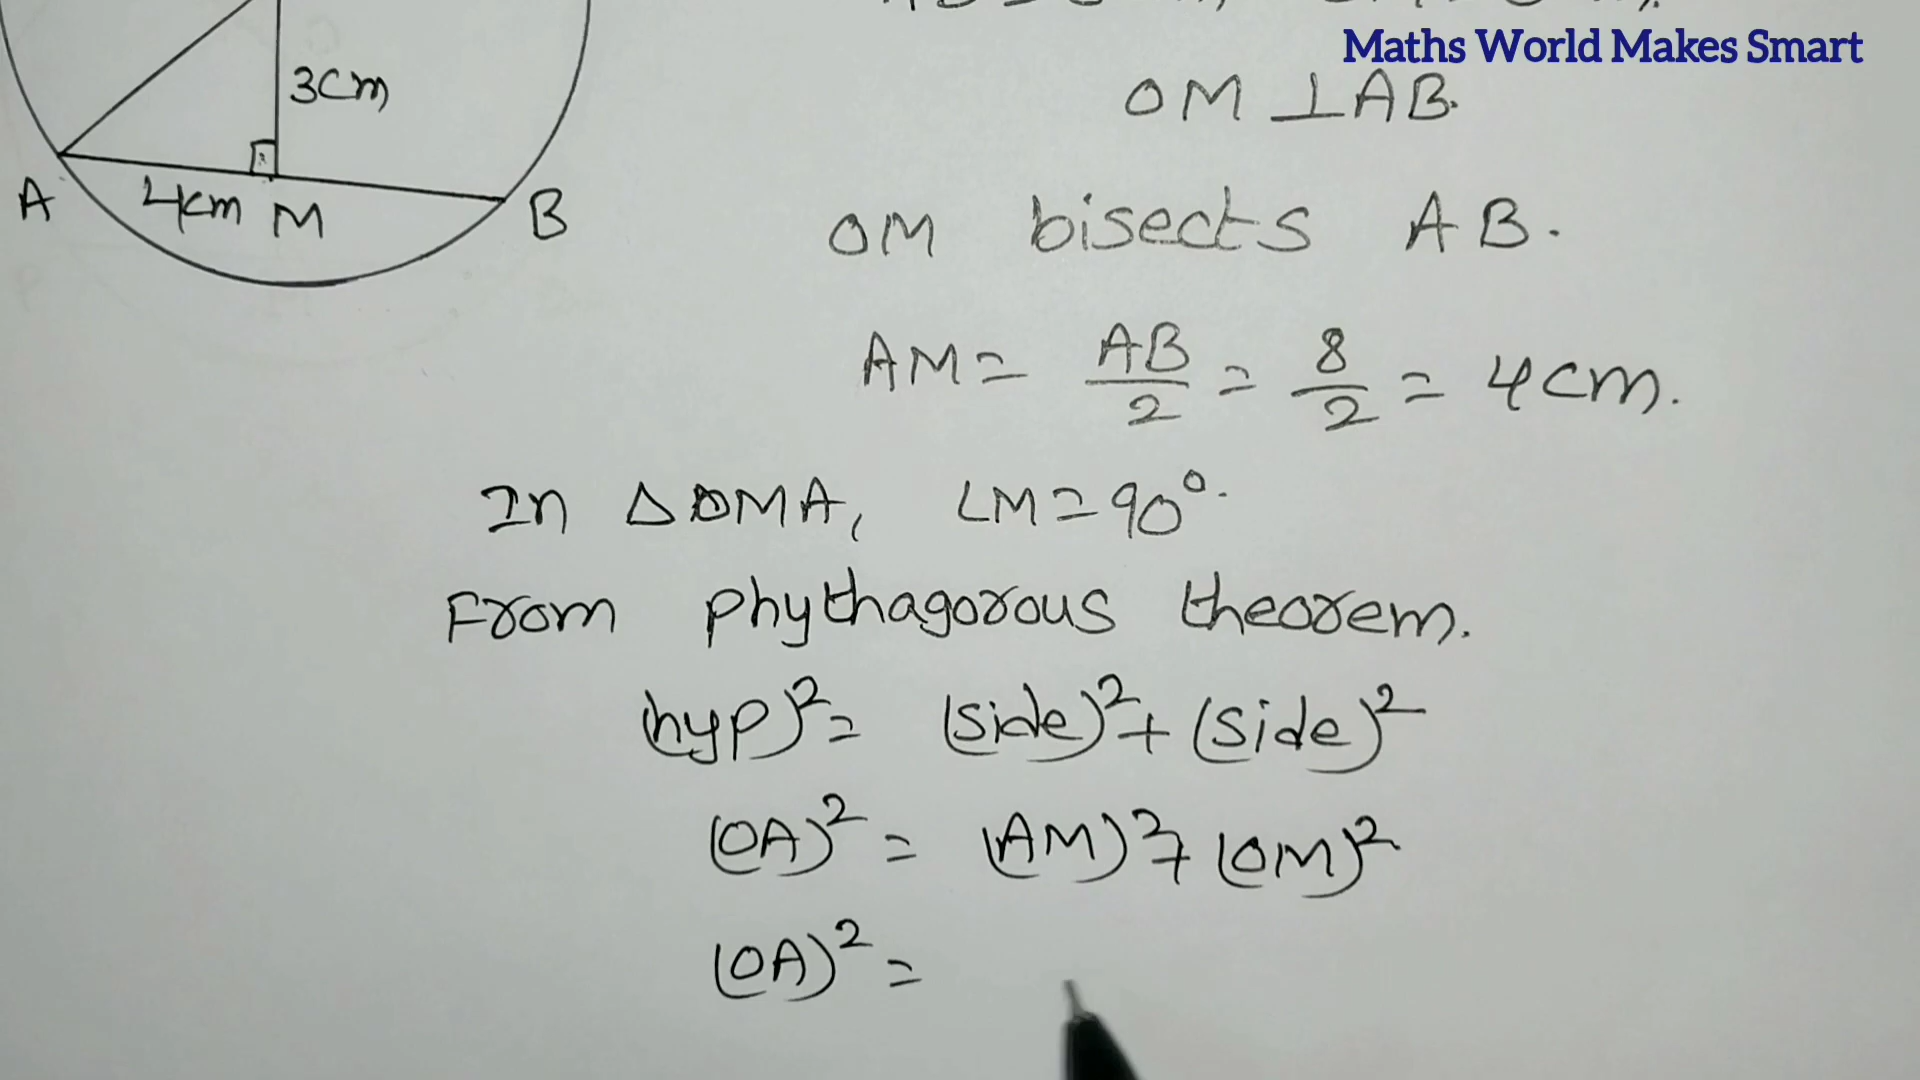 Maths World Makes Smart
3cm
OM ⊥ AB.
A 4cm M B
OM bisects AB.
AM = AB/2 = 8/2 = 4cm.
In △OMA, ∠M = 90°.
From phythagorous theorem.
(hyp)² = (side)² + (side)²
(OA)² = (AM)² + (OM)²
(OA)² =